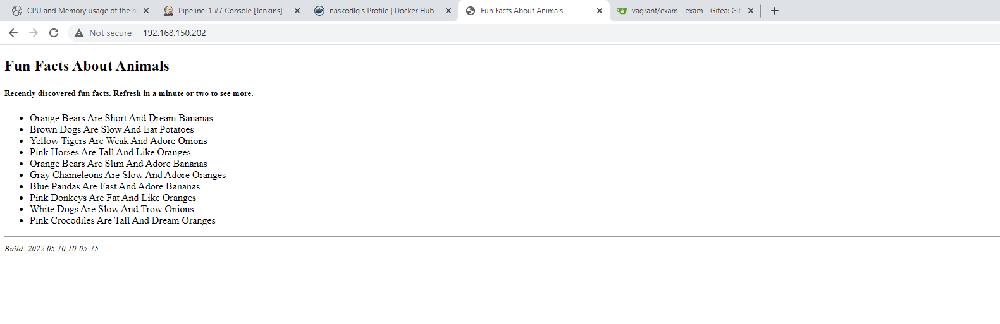 CPU and Memory usage of the h
Pipeline-1 #7 Console [Jenkins]
naskodlg's Profile | Docker Hub
Fun Facts About Animals
vagrant/exam - exam - Gitea: Git
Not secure
192.168.150.202
Fun Facts About Animals
Recently discovered fun facts. Refresh in a minute or two to see more.
Orange Bears Are Short And Dream Bananas
Brown Dogs Are Slow And Eat Potatoes
Yellow Tigers Are Weak And Adore Onions
Pink Horses Are Tall And Like Oranges
Orange Bears Are Slim And Adore Bananas
Gray Chameleons Are Slow And Adore Oranges
Blue Pandas Are Fast And Adore Bananas
Pink Donkeys Are Fat And Like Oranges
White Dogs Are Slow And Trow Onions
Pink Crocodiles Are Tall And Dream Oranges
Build: 2022.05.10.10:05:15